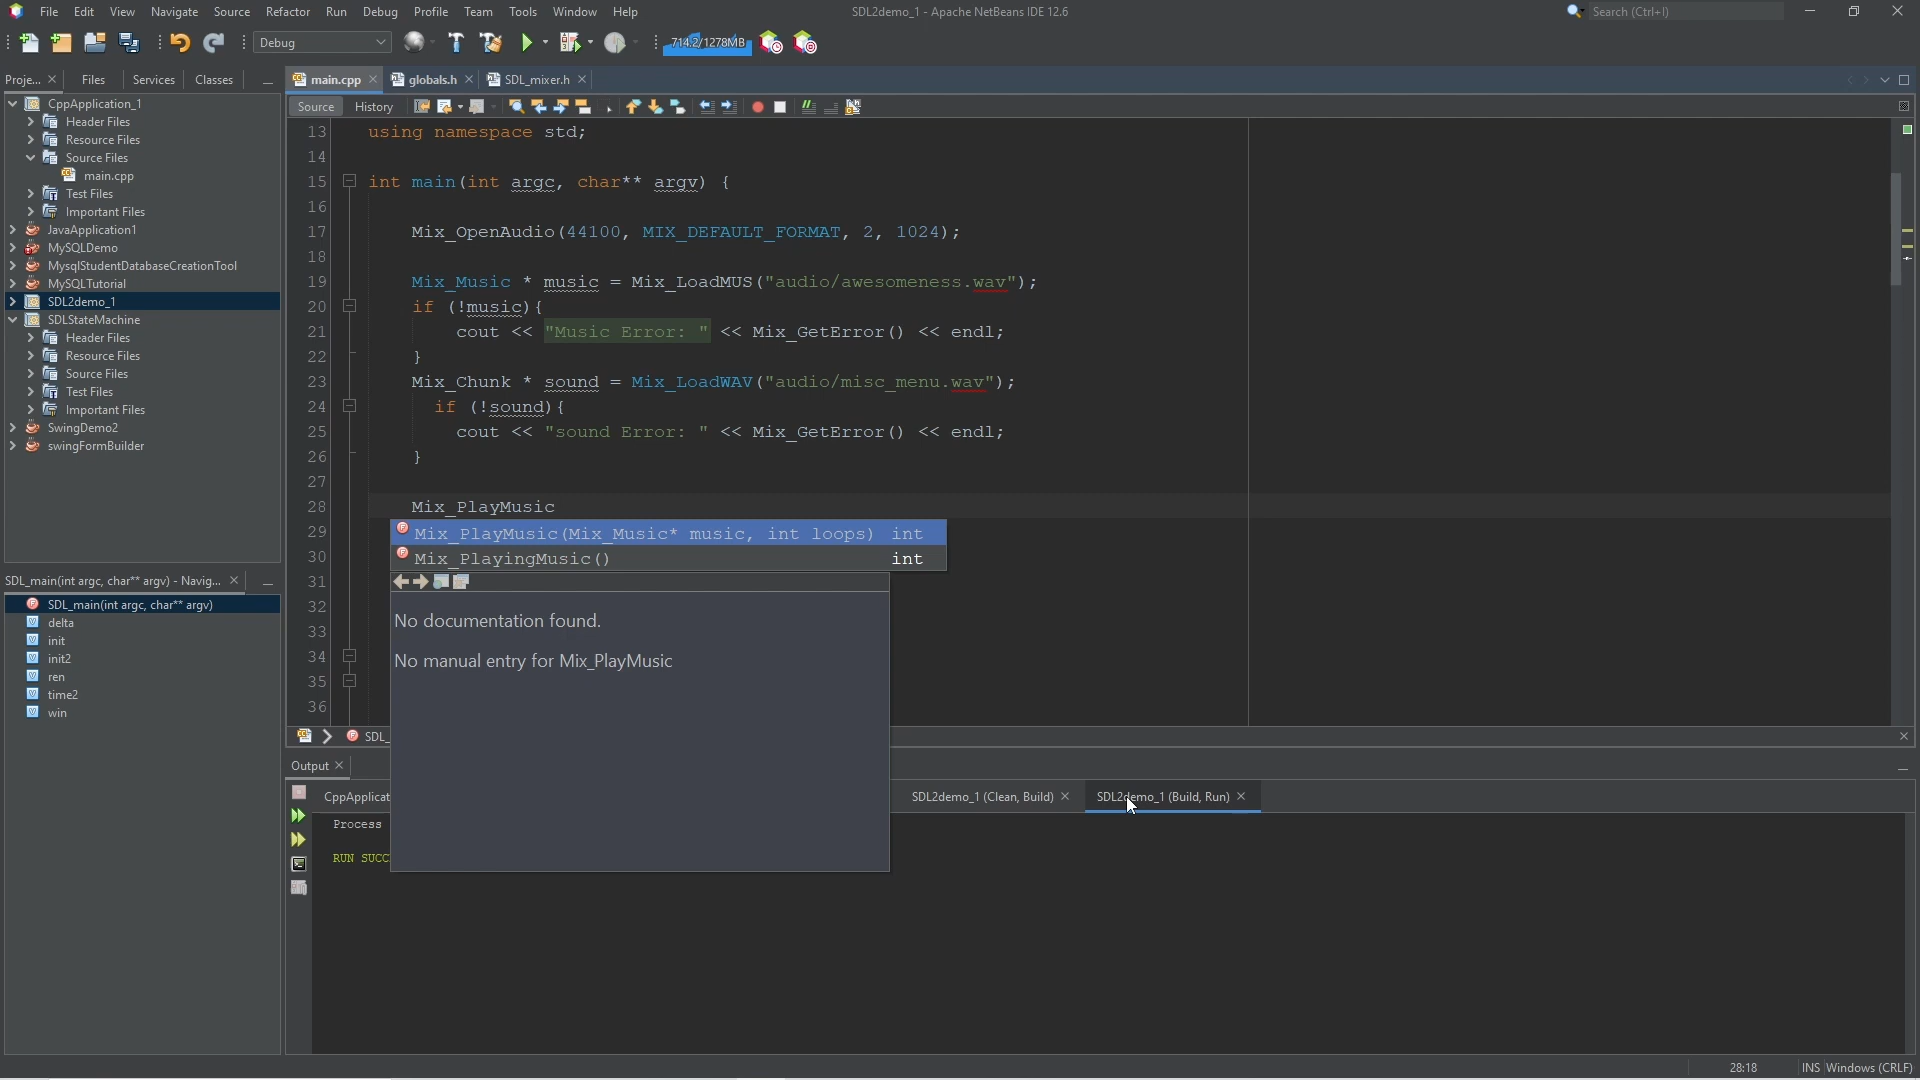 File Edit View Navigate Source Refactor Run Debug Profile Team Tools Window Help
SDL2demo_1 - Apache NetBeans IDE 12.6
Search (Ctrl+I)
Debug
714.2/1278MB
Proje... Files Services Classes
main.cpp globals.h SDL_mixer.h
Source History
CppApplication_1
Header Files
Resource Files
Source Files
main.cpp
Test Files
Important Files
JavaApplication1
MySQLDemo
MysqlStudentDatabaseCreationTool
MySQLTutorial
SDL2demo_1
SDLStateMachine
Header Files
Resource Files
Source Files
Test Files
Important Files
SwingDemo2
swingFormBuilder
SDL_main(int argc, char** argv) - Navig...
SDL_main(int argc, char** argv)
delta
init
init2
ren
time2
win
13 using namespace std;
14
15 int main(int argc, char** argv) {
16
17 Mix_OpenAudio(44100, MIX_DEFAULT_FORMAT, 2, 1024);
18
19 Mix_Music * music = Mix_LoadMUS("audio/awesomeness.wav");
20 if (!music){
21 cout << "Music Error: " << Mix_GetError() << endl;
22 }
23 Mix_Chunk * sound = Mix_LoadWAV("audio/misc_menu.wav");
24 if (!sound){
25 cout << "sound Error: " << Mix_GetError() << endl;
26 }
27
28 Mix_PlayMusic
29
30
31
32
33
34
35
36
Mix_PlayMusic(Mix_Music* music, int loops) int
Mix_PlayingMusic() int
No documentation found.
No manual entry for Mix_PlayMusic
SDL_
Output
CppApplicat
SDL2demo_1 (Clean, Build) SDL2demo_1 (Build, Run)
Process
RUN SUCC
28:18 INS Windows (CRLF)